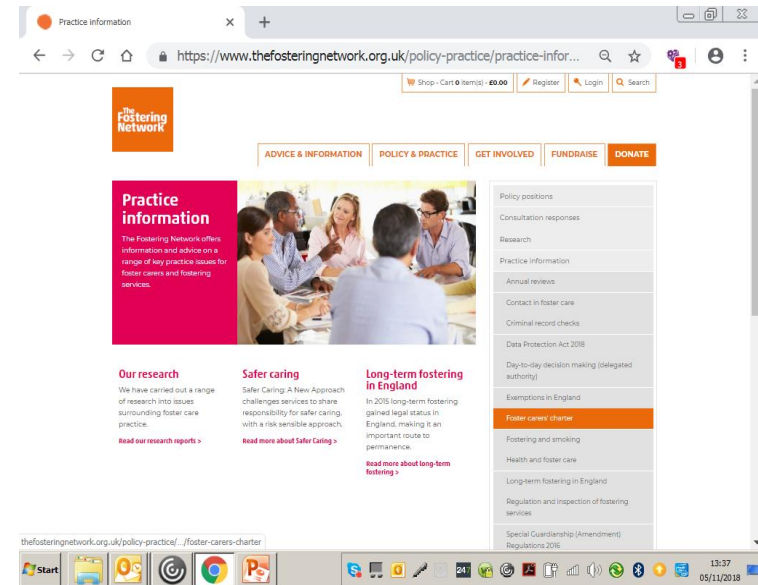 Practice information
https://www.thefosteringnetwork.org.uk/policy-practice/practice-infor...
3
Shop - Cart 0 item(s) - £0.00
Register
Login
Search
The
Fostering
Network
ADVICE & INFORMATION
POLICY & PRACTICE
GET INVOLVED
FUNDRAISE
DONATE
Practice
information
The Fostering Network offers
information and advice on a
range of key practice issues for
foster carers and fostering
services.
Our research
We have carried out a range
of research into issues
surrounding foster care
practice.
Read our research reports >
Safer caring
Safer Caring: A New Approach
challenges services to share
responsibility for safer caring,
with a risk sensible approach.
Read more about Safer Caring >
Long-term fostering
in England
In 2015 long-term fostering
gained legal status in
England, making it an
important route to
permanence.
Read more about long-term
fostering >
Policy positions
Consultation responses
Research
Practice information
Annual reviews
Contact in foster care
Criminal record checks
Data Protection Act 2018
Day-to-day decision making (delegated
authority)
Exemptions in England
Foster carers' charter
Fostering and smoking
Health and foster care
Long-term fostering in England
Regulation and inspection of fostering
services
Special Guardianship (Amendment)
Regulations 2016
thefosteringnetwork.org.uk/policy-practice/.../foster-carers-charter
Start
247
13:37
05/11/2018